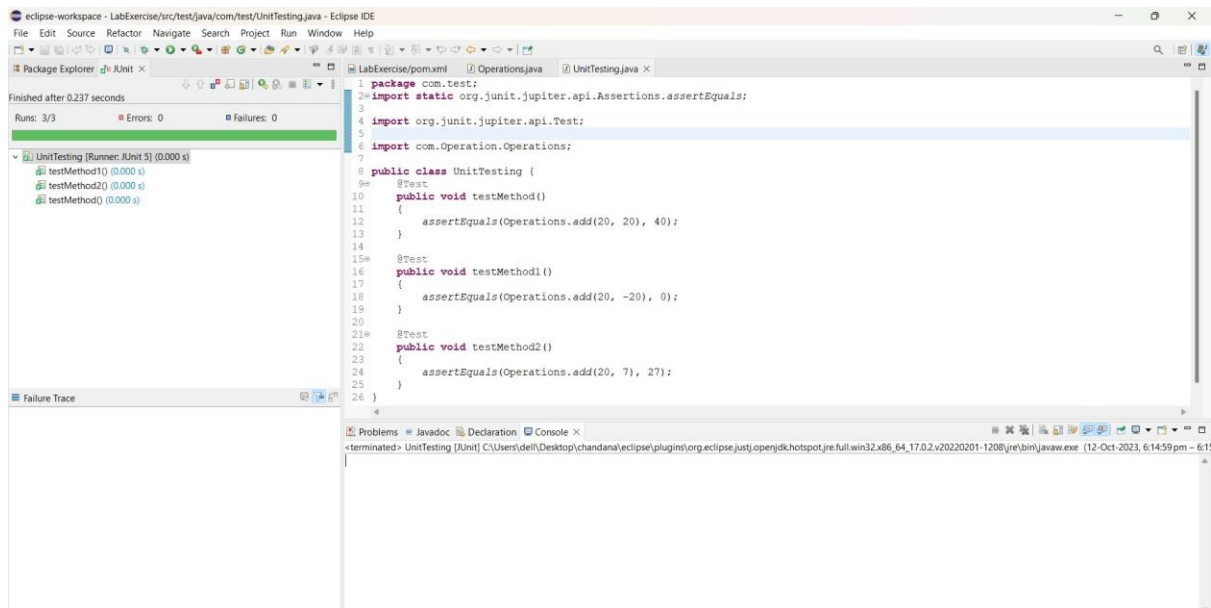 eclipse-workspace - LabExercise/src/test/java/com/test/UnitTesting.java - Eclipse IDE
File Edit Source Refactor Navigate Search Project Run Window Help
Package Explorer JUnit
Finished after 0.237 seconds
Runs: 3/3 Errors: 0 Failures: 0
UnitTesting [Runner: JUnit 5] (0.000 s)
testMethod1() (0.000 s)
testMethod2() (0.000 s)
testMethod() (0.000 s)
Failure Trace
LabExercise/pom.xml Operations.java UnitTesting.java
1 package com.test;
2 import static org.junit.jupiter.api.Assertions.assertEquals;
3
4 import org.junit.jupiter.api.Test;
5
6 import com.Operation.Operations;
7
8 public class UnitTesting {
9 @Test
10 public void testMethod()
11 {
12 assertEquals(Operations.add(20, 20), 40);
13 }
14
15 @Test
16 public void testMethod1()
17 {
18 assertEquals(Operations.add(20, -20), 0);
19 }
20
21 @Test
22 public void testMethod2()
23 {
24 assertEquals(Operations.add(20, 7), 27);
25 }
26 }
Problems Javadoc Declaration Console
<terminated> UnitTesting [JUnit] C:\Users\dell\Desktop\chandana\eclipse\plugins\org.eclipse.justj.openjdk.hotspot.jre.full.win32.x86_64_17.0.2.v20220201-1208\jre\bin\javaw.exe (12-Oct-2023, 6:14:59 pm – 6:15